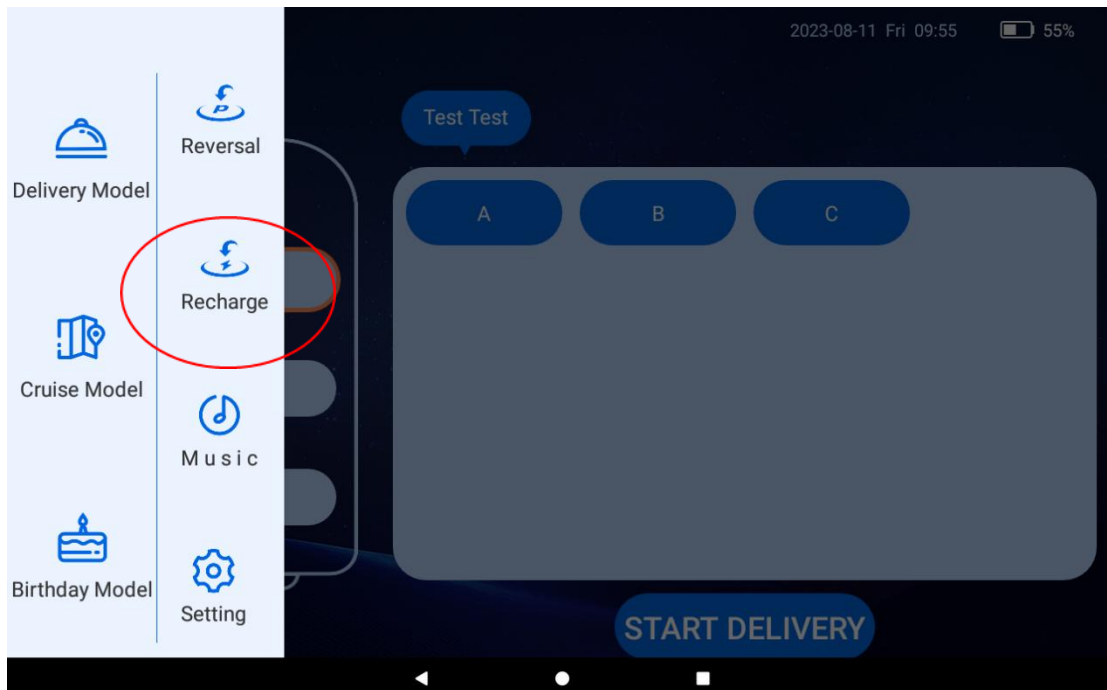 2023-08-11 Fri 09:55 55%
Delivery Model
Cruise Model
Birthday Model
Reversal
Recharge
Music
Setting
Test Test
A B C
START DELIVERY